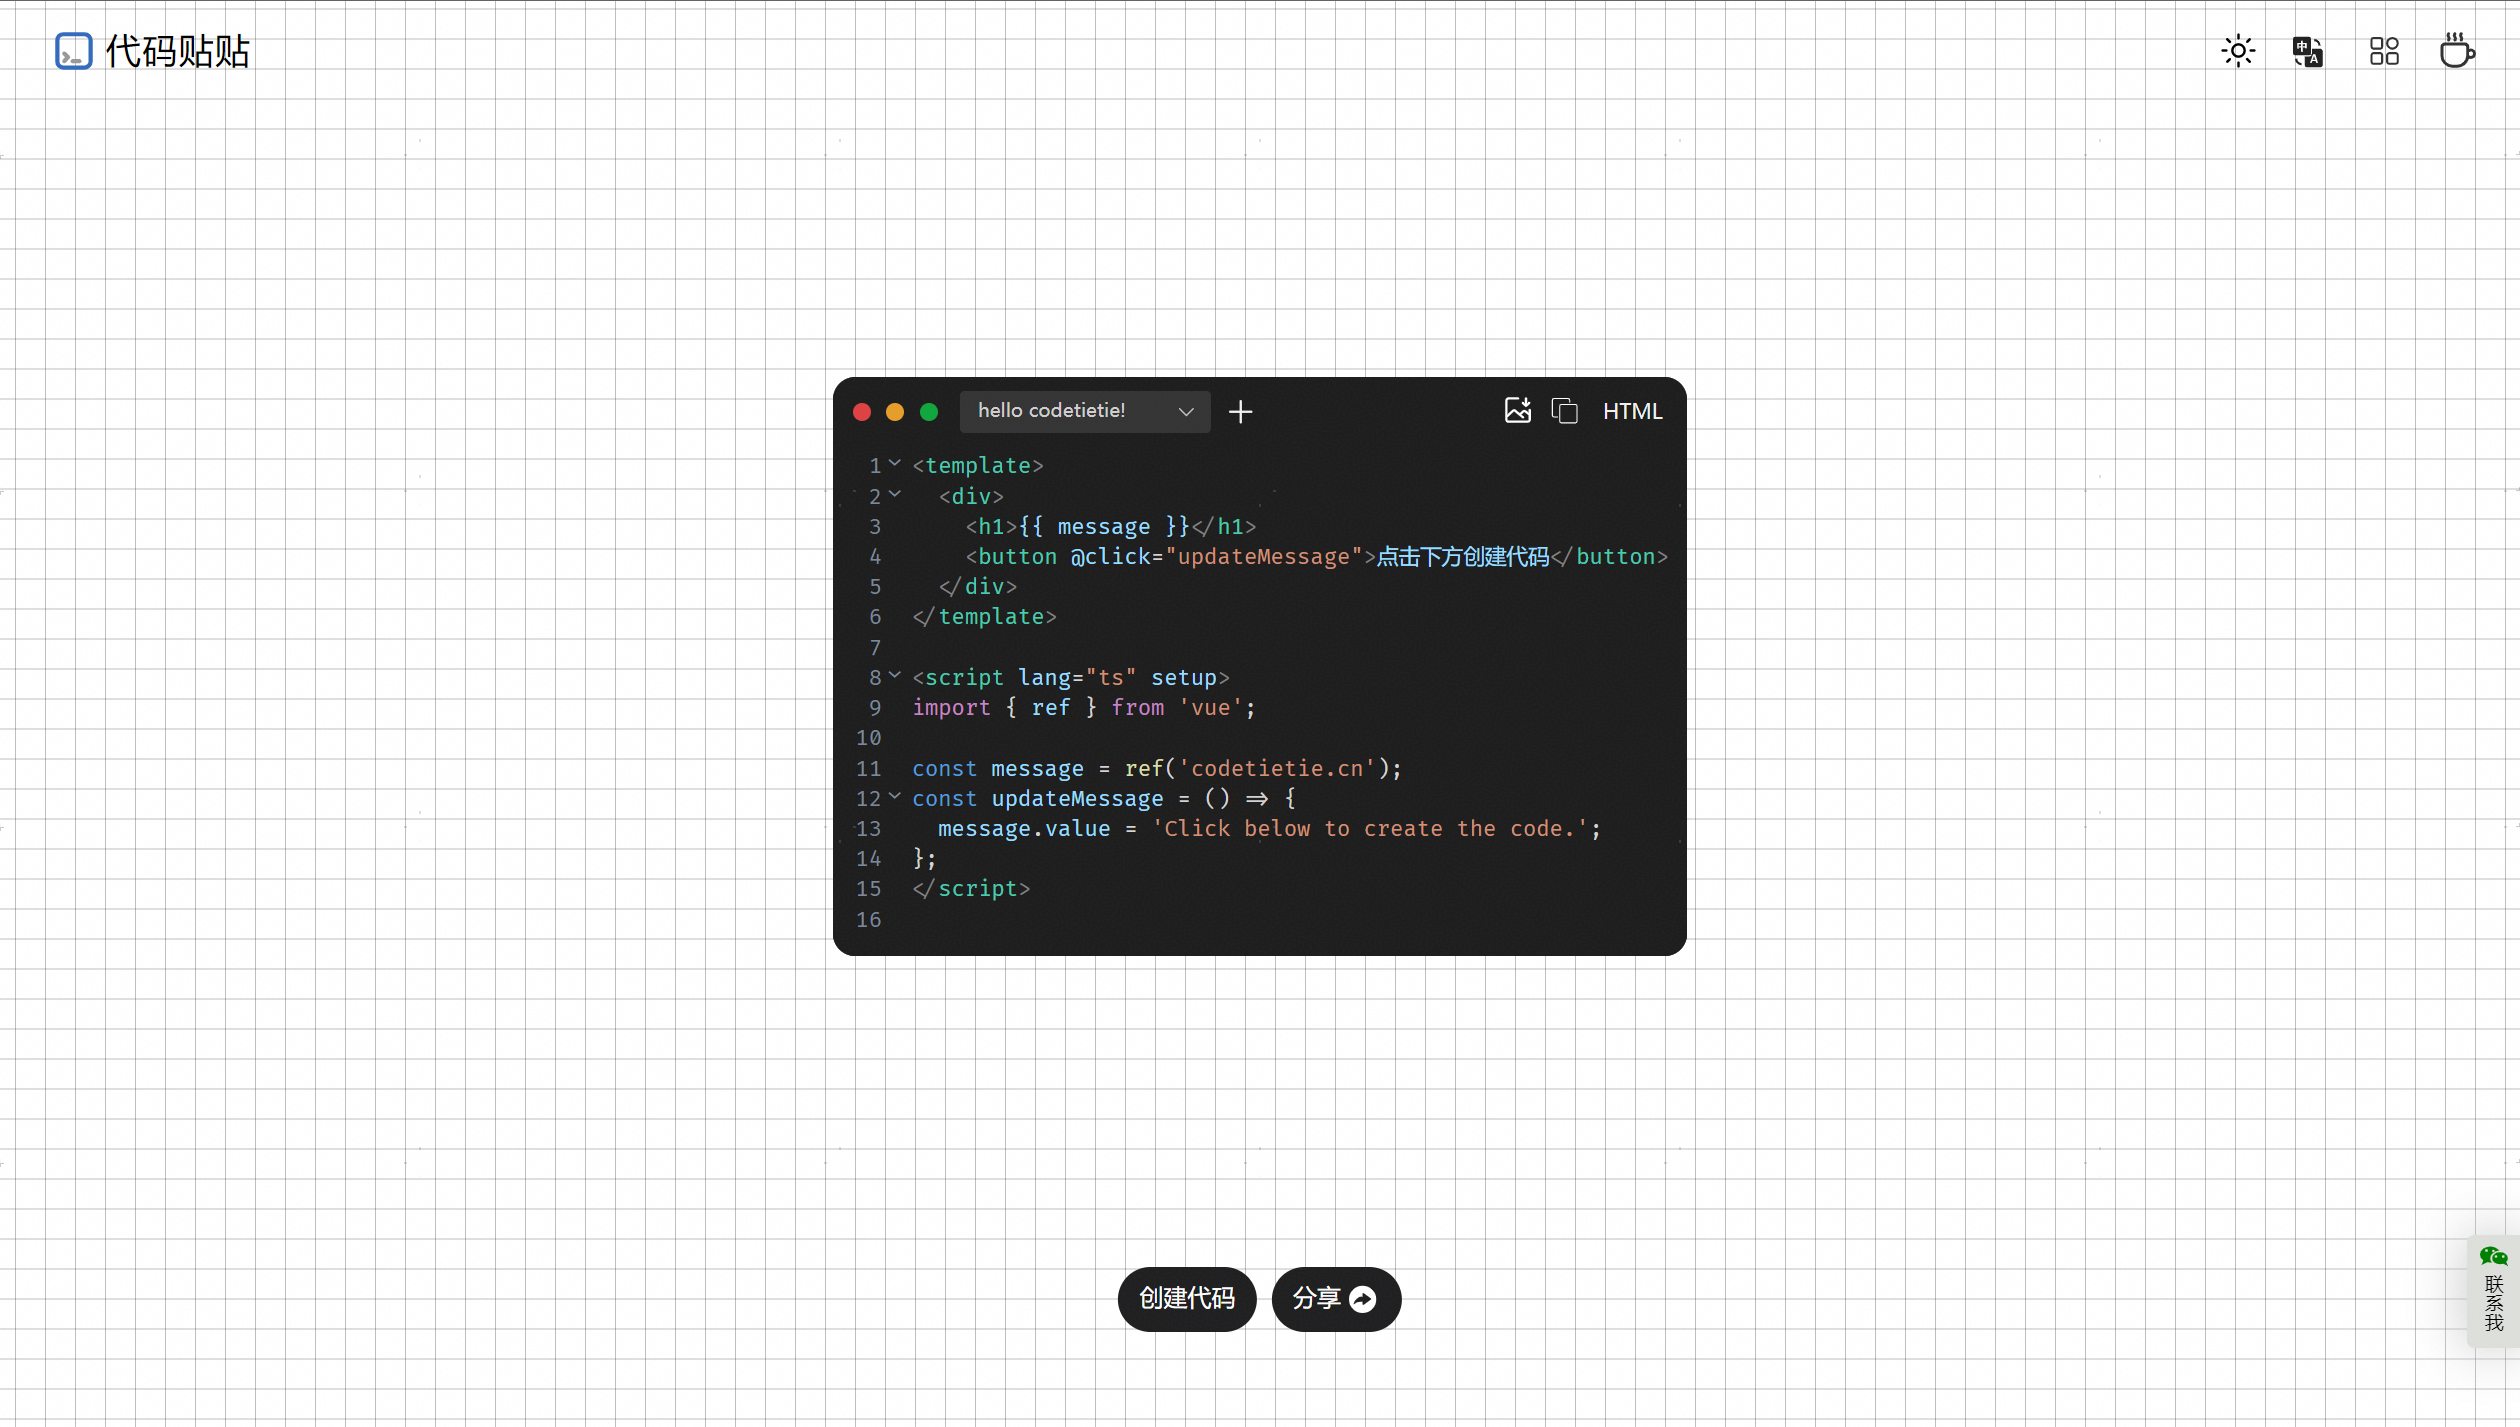 代码贴贴
hello codetietie!
HTML
1 <template>
2 <div>
3 <h1>{{ message }}</h1>
4 <button @click="updateMessage">点击下方创建代码</button>
5 </div>
6 </template>
7
8 <script lang="ts" setup>
9 import { ref } from 'vue';
10
11 const message = ref('codetietie.cn');
12 const updateMessage = () => {
13 message.value = 'Click below to create the code.';
14 };
15 </script>
16
创建代码
分享
联系我